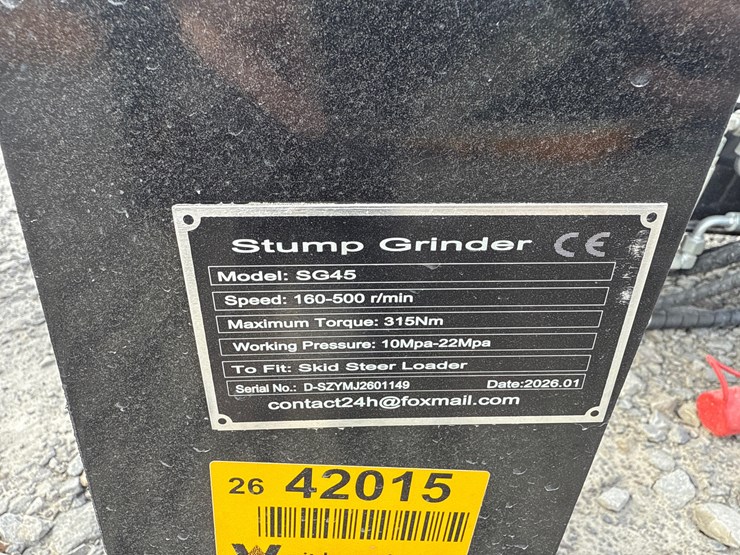 Stump Grinder CE
Model: SG45
Speed: 160-500 r/min
Maximum Torque: 315Nm
Working Pressure: 10Mpa-22Mpa
To Fit: Skid Steer Loader
Serial No.: D-SZYMJ2601149 Date:2026.01
contact24h@foxmail.com
26 42015